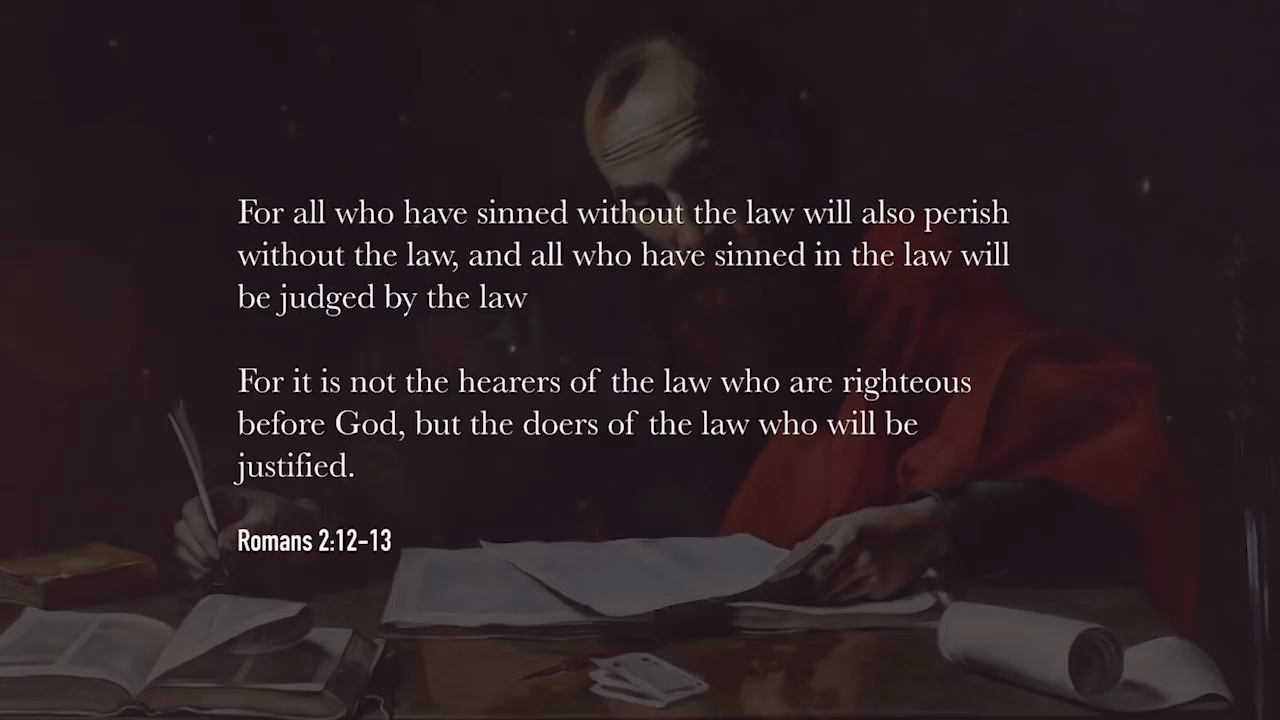 For all who have sinned without the law will also perish
without the law, and all who have sinned in the law will
be judged by the law
For it is not the hearers of the law who are righteous
before God, but the doers of the law who will be
justified.
Romans 2:12-13